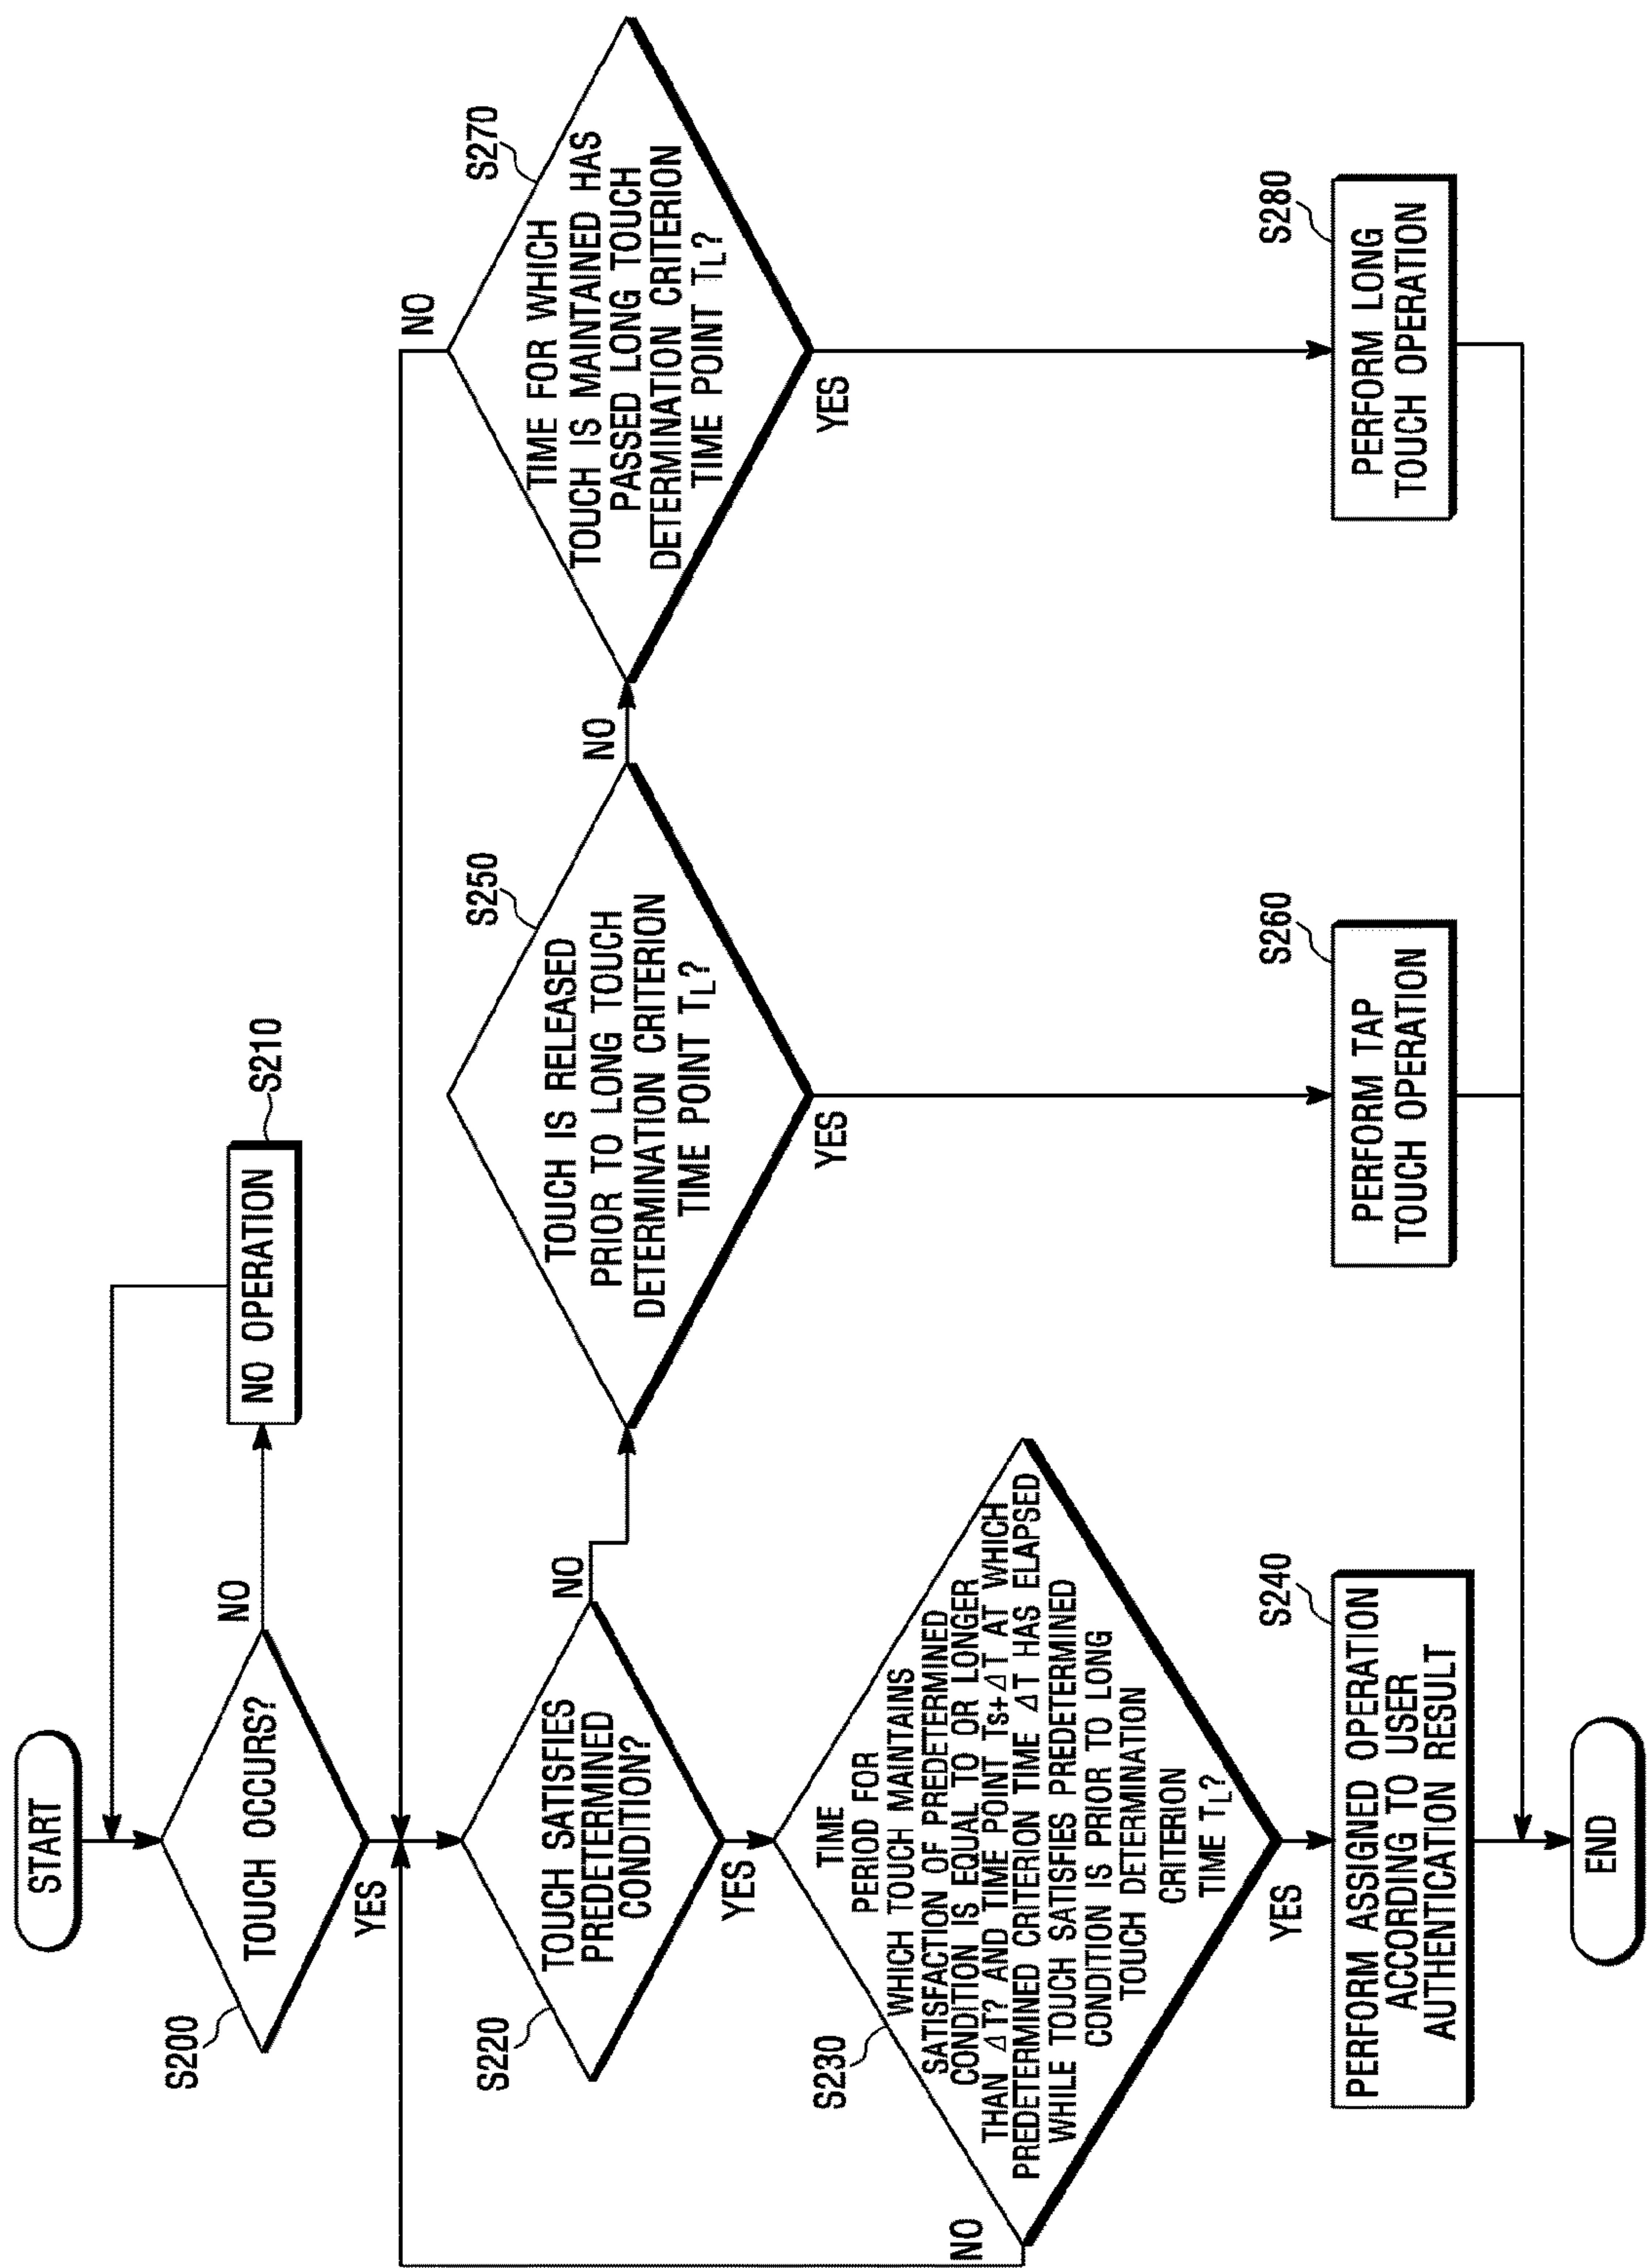 START
S200
TOUCH OCCURS?
NO
NO OPERATION
S210
YES
S220
TOUCH SATISFIES
PREDETERMINED
CONDITION?
NO
YES
S250
TOUCH IS RELEASED
PRIOR TO LONG TOUCH
DETERMINATION CRITERION
TIME POINT TL?
NO
YES
S270
TIME FOR WHICH
TOUCH IS MAINTAINED HAS
PASSED LONG TOUCH
DETERMINATION CRITERION
TIME POINT TL?
NO
YES
S230
TIME
PERIOD FOR
WHICH TOUCH MAINTAINS
SATISFACTION OF PREDETERMINED
CONDITION IS EQUAL TO OR LONGER
THAN ΔT? AND TIME POINT Ts+ΔT AT WHICH
PREDETERMINED CRITERION TIME ΔT HAS ELAPSED
WHILE TOUCH SATISFIES PREDETERMINED
CONDITION IS PRIOR TO LONG
TOUCH DETERMINATION
CRITERION
TIME TL?
NO
YES
S240
PERFORM ASSIGNED OPERATION
ACCORDING TO USER
AUTHENTICATION RESULT
S260
PERFORM TAP
TOUCH OPERATION
S280
PERFORM LONG
TOUCH OPERATION
END